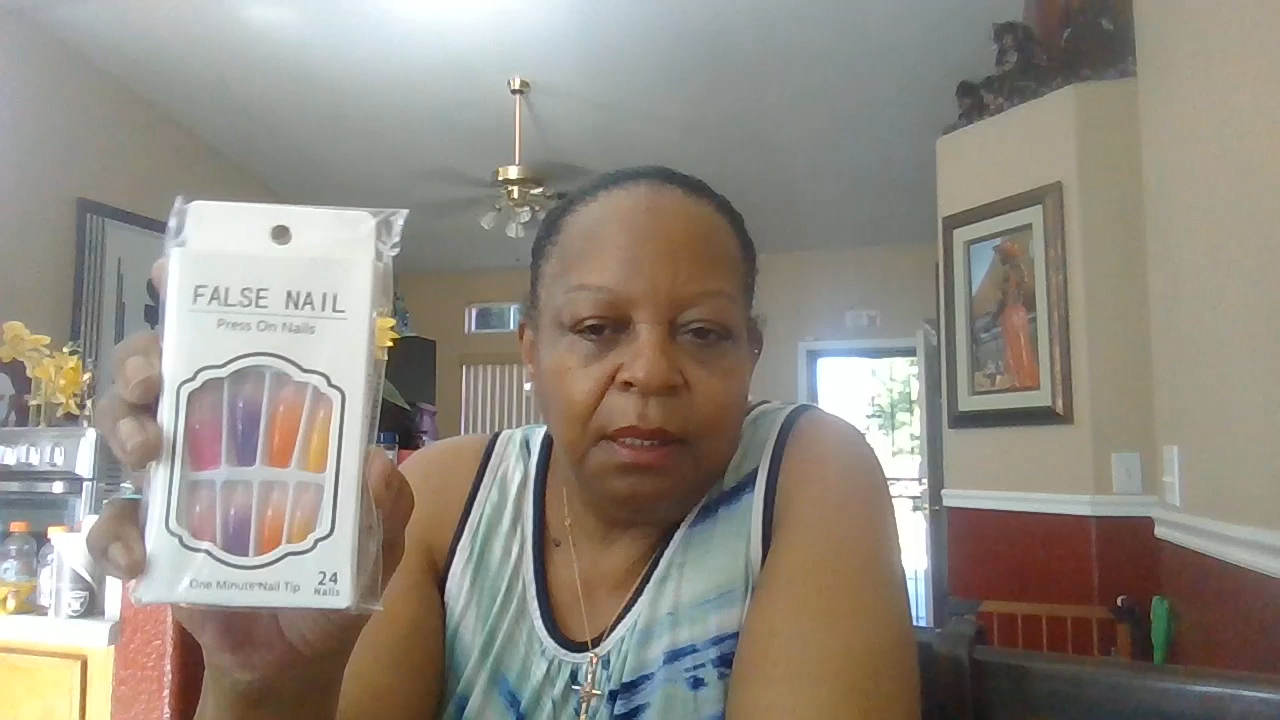 FALSE NAIL
Press On Nails
One Minute Nail Tip
24
Nails